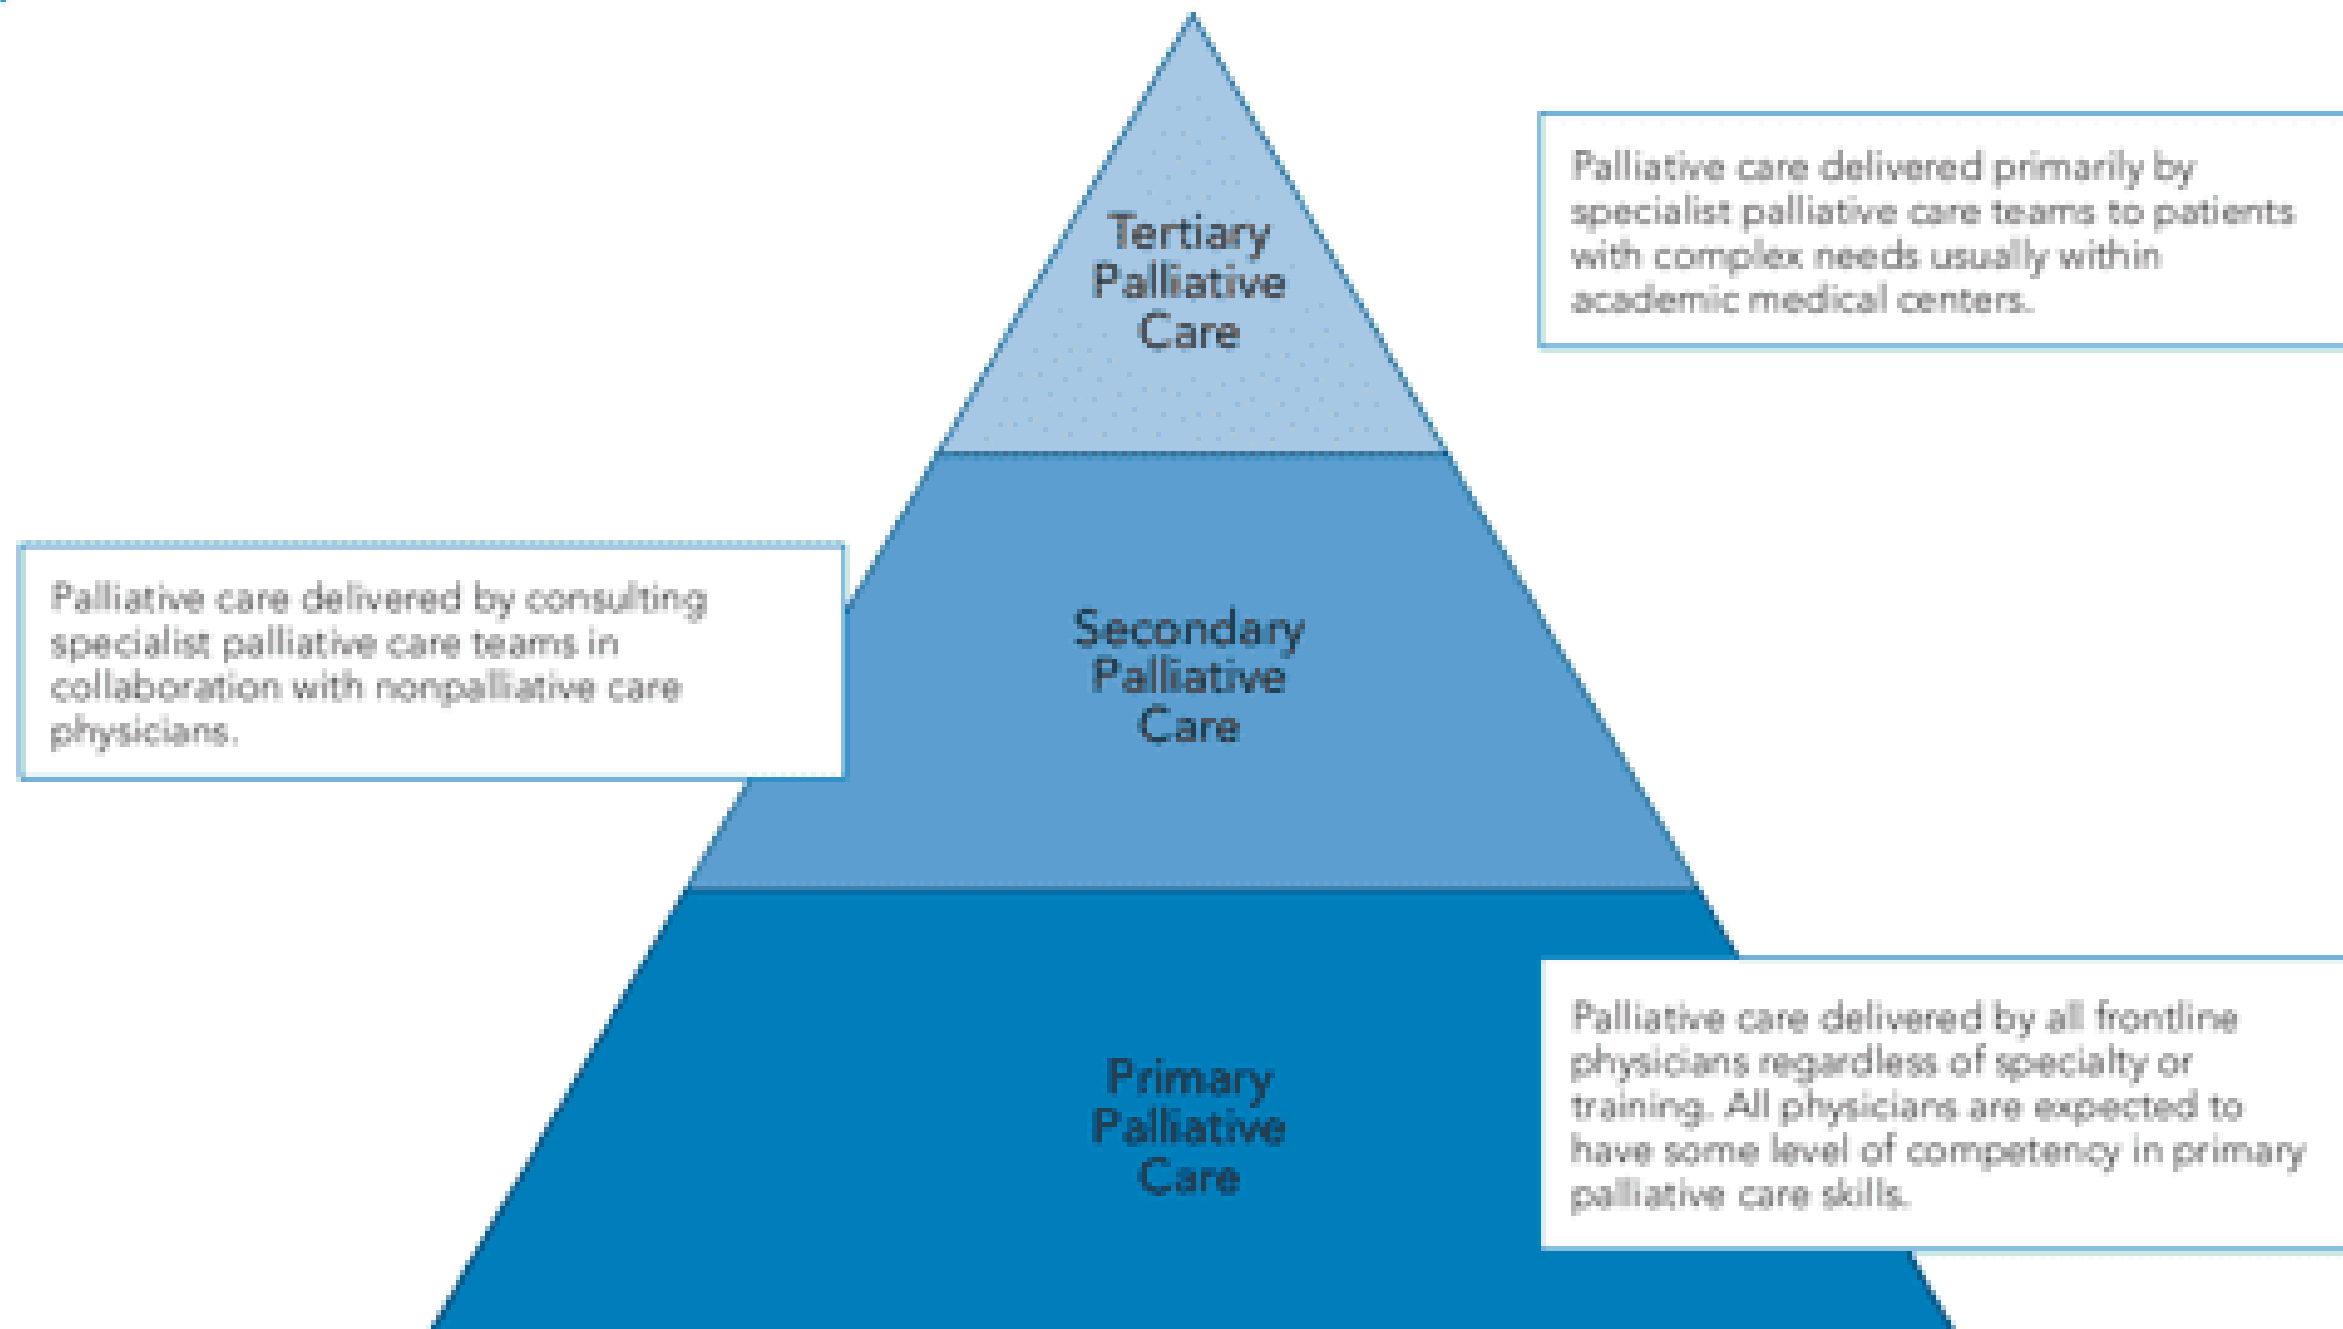 Tertiary
Palliative
Care
Palliative care delivered primarily by
specialist palliative care teams to patients
with complex needs usually within
academic medical centers.
Palliative care delivered by consulting
specialist palliative care teams in
collaboration with nonpalliative care
physicians.
Secondary
Palliative
Care
Primary
Palliative
Care
Palliative care delivered by all frontline
physicians regardless of specialty or
training. All physicians are expected to
have some level of competency in primary
palliative care skills.